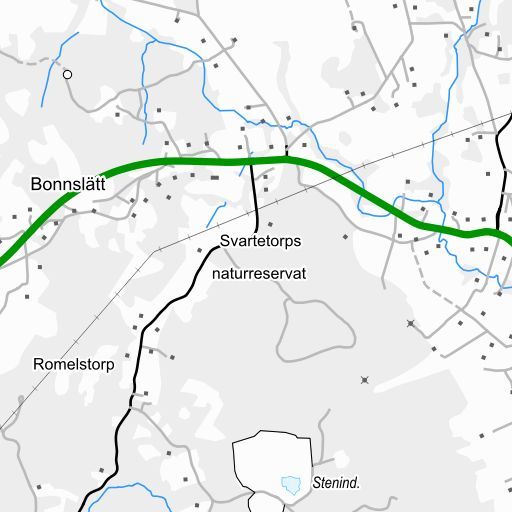 Bonnslätt
Svartetorps
naturreservat
Romelstorp
Stenind.